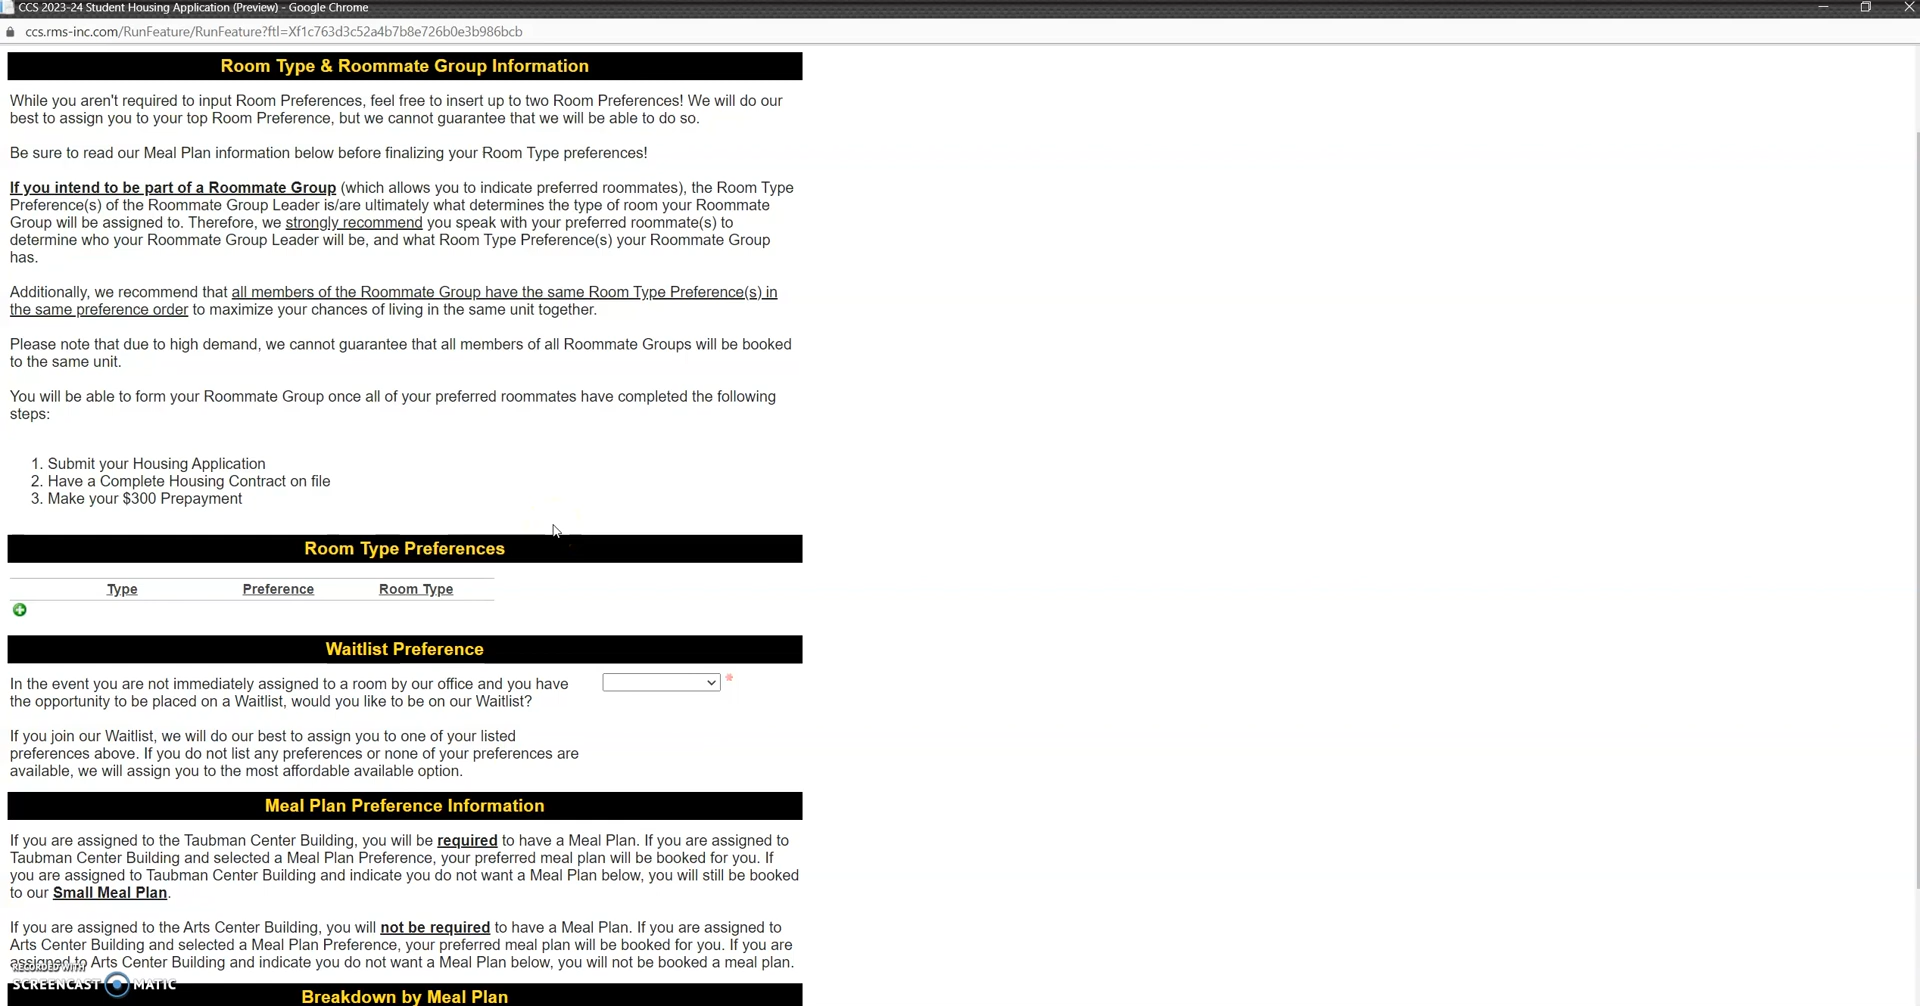 CCS 2023-24 Student Housing Application (Preview) - Google Chrome
ccs.rms-inc.com/RunFeature/RunFeature?ftl=Xf1c763d3c52a4b7b8e726b0e3b986bcb
Room Type & Roommate Group Information
While you aren't required to input Room Preferences, feel free to insert up to two Room Preferences! We will do our
best to assign you to your top Room Preference, but we cannot guarantee that we will be able to do so.
Be sure to read our Meal Plan information below before finalizing your Room Type preferences!
If you intend to be part of a Roommate Group (which allows you to indicate preferred roommates), the Room Type
Preference(s) of the Roommate Group Leader is/are ultimately what determines the type of room your Roommate
Group will be assigned to. Therefore, we strongly recommend you speak with your preferred roommate(s) to
determine who your Roommate Group Leader will be, and what Room Type Preference(s) your Roommate Group
has.
Additionally, we recommend that all members of the Roommate Group have the same Room Type Preference(s) in
the same preference order to maximize your chances of living in the same unit together.
Please note that due to high demand, we cannot guarantee that all members of all Roommate Groups will be booked
to the same unit.
You will be able to form your Roommate Group once all of your preferred roommates have completed the following
steps:
1. Submit your Housing Application
2. Have a Complete Housing Contract on file
3. Make your $300 Prepayment
Room Type Preferences
Type Preference Room Type
Waitlist Preference
In the event you are not immediately assigned to a room by our office and you have
the opportunity to be placed on a Waitlist, would you like to be on our Waitlist?
*
If you join our Waitlist, we will do our best to assign you to one of your listed
preferences above. If you do not list any preferences or none of your preferences are
available, we will assign you to the most affordable available option.
Meal Plan Preference Information
If you are assigned to the Taubman Center Building, you will be required to have a Meal Plan. If you are assigned to
Taubman Center Building and selected a Meal Plan Preference, your preferred meal plan will be booked for you. If
you are assigned to Taubman Center Building and indicate you do not want a Meal Plan below, you will still be booked
to our Small Meal Plan.
If you are assigned to the Arts Center Building, you will not be required to have a Meal Plan. If you are assigned to
Arts Center Building and selected a Meal Plan Preference, your preferred meal plan will be booked for you. If you are
assigned to Arts Center Building and indicate you do not want a Meal Plan below, you will not be booked a meal plan.
RECORDED WITH
SCREENCAST MATIC
Breakdown by Meal Plan